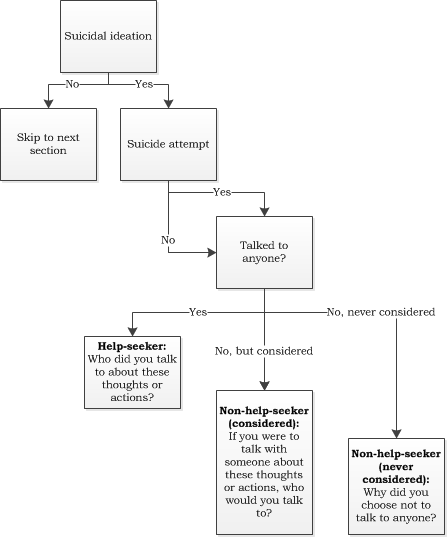 Suicidal ideation
No
Yes
Skip to next
section
Suicide attempt
Yes
No
Talked to
anyone?
Yes
No, never considered
No, but considered
Help-seeker:
Who did you talk
to about these
thoughts or
actions?
Non-help-seeker
(considered):
If you were to
talk with
someone about
these thoughts
or actions, who
would you talk
to?
Non-help-seeker
(never
considered):
Why did you
choose not to
talk to anyone?